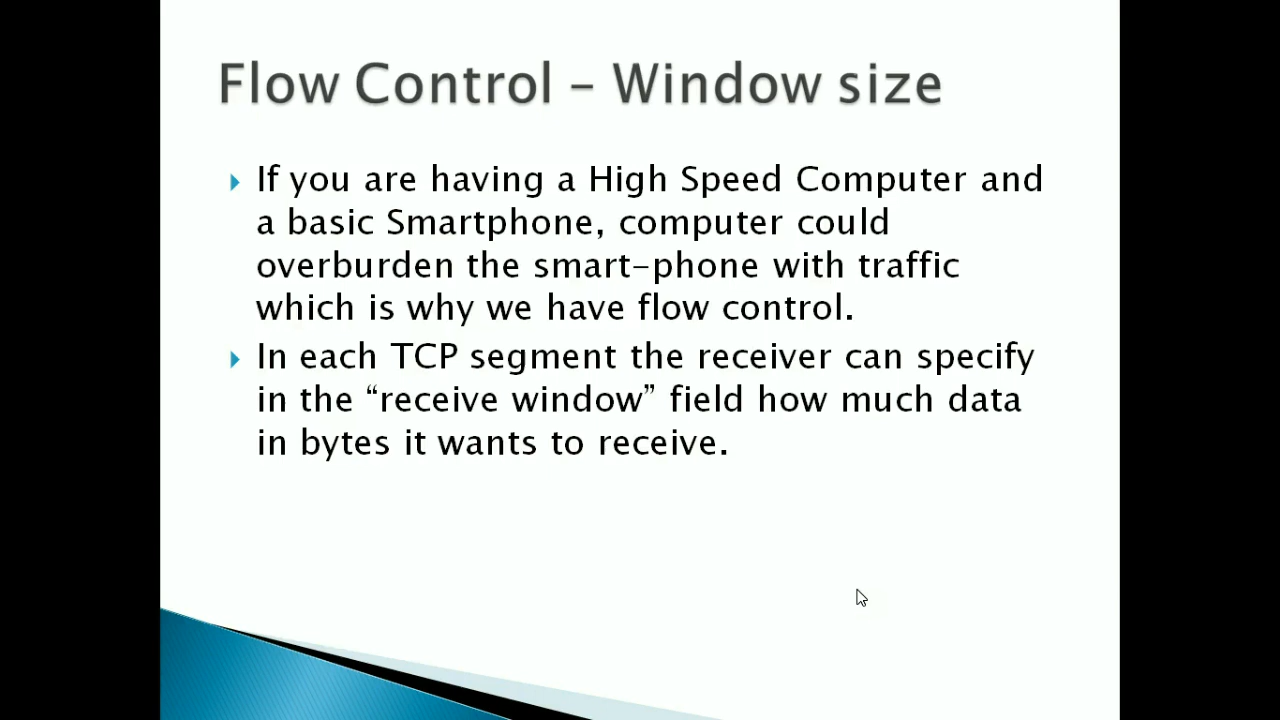 Flow Control – Window size
If you are having a High Speed Computer and
a basic Smartphone, computer could
overburden the smart-phone with traffic
which is why we have flow control.
In each TCP segment the receiver can specify
in the “receive window” field how much data
in bytes it wants to receive.